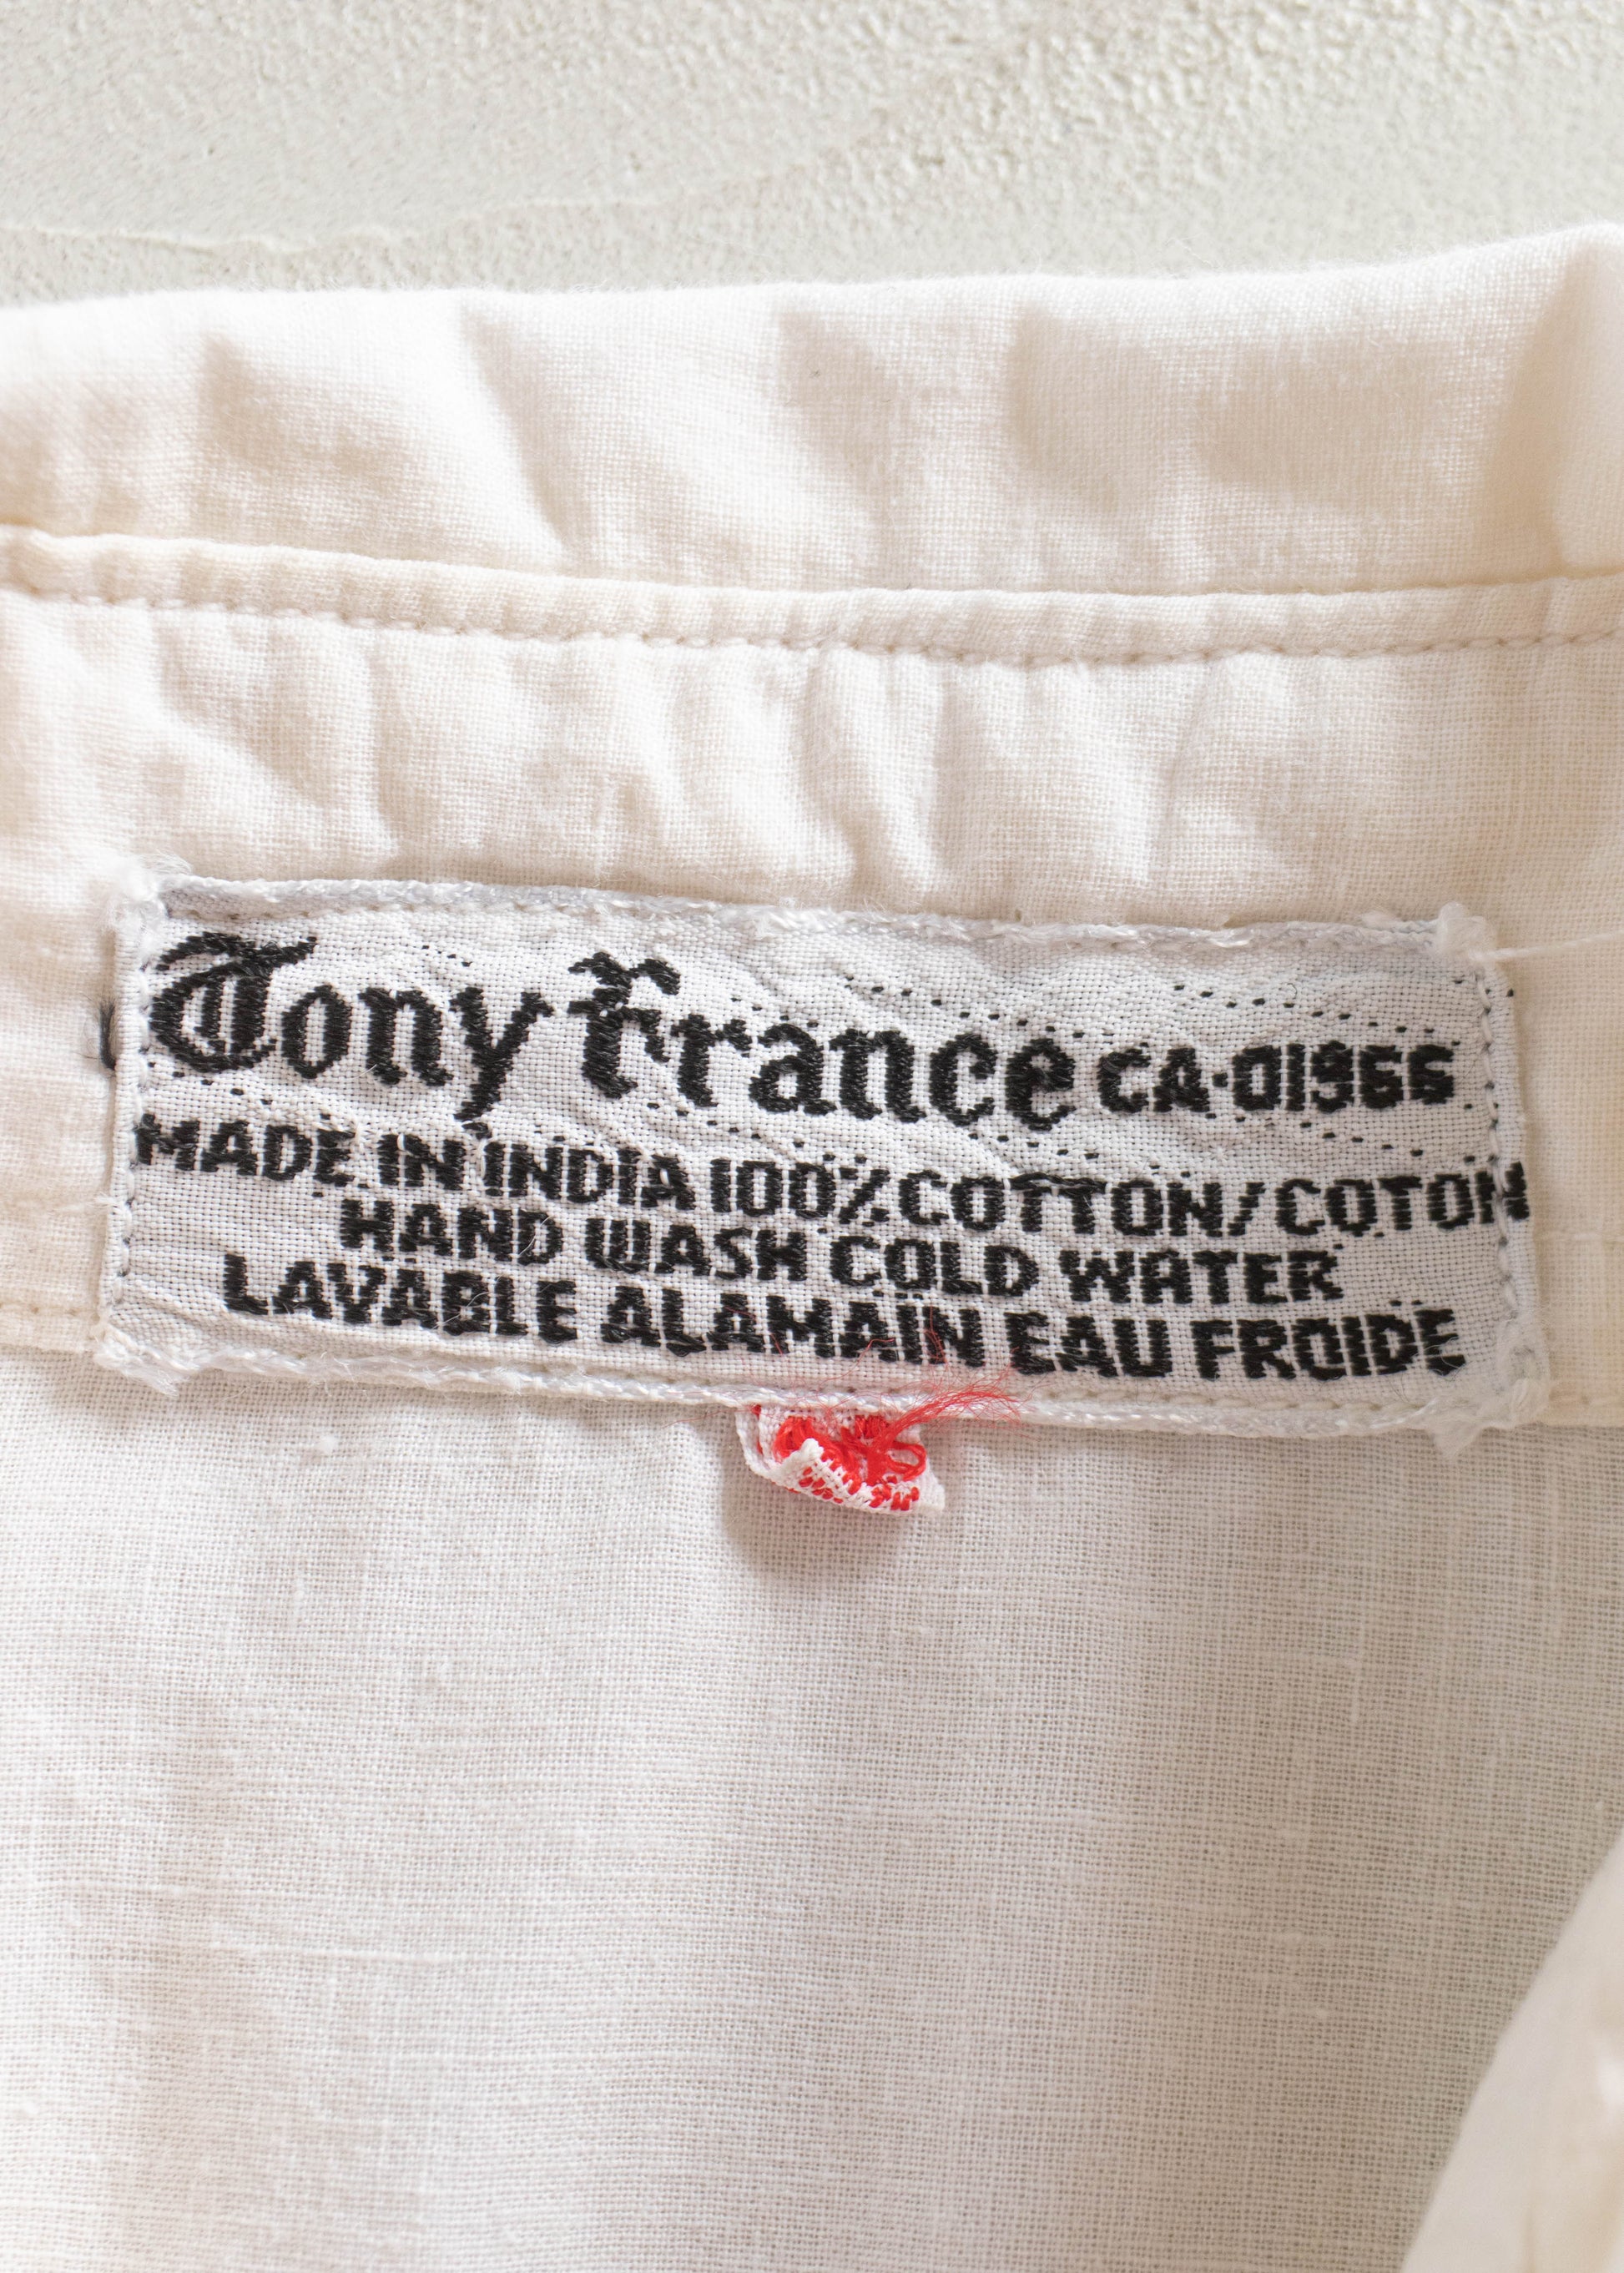 Tony France CA-01966
MADE IN INDIA 100% COTTON/COTON
HAND WASH COLD WATER
LAVABLE ALAMAIN EAU FROIDE